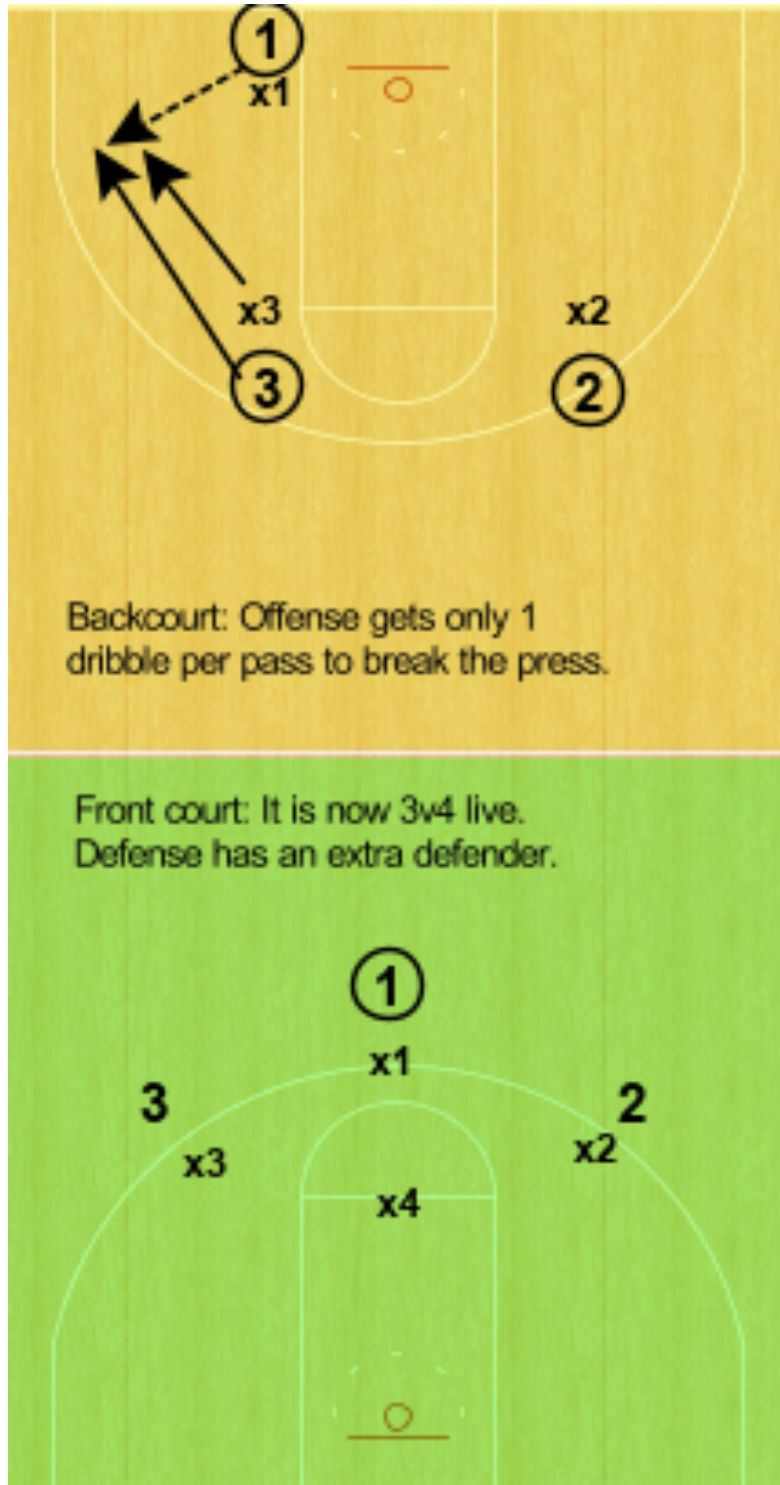 1
x1
x3
x2
3
2
Backcourt: Offense gets only 1
dribble per pass to break the press.
Front court: It is now 3v4 live.
Defense has an extra defender.
1
x1
3
2
x3
x2
x4